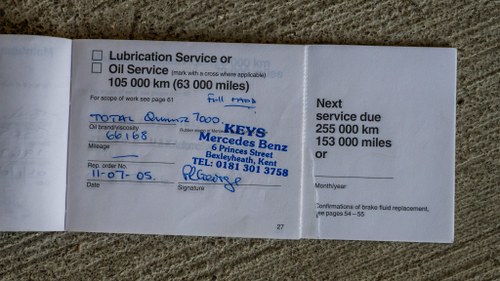 Lubrication Service or
Oil Service (mark with a cross where applicable)
105 000 km (63 000 miles)
For scope of work see page 61
Full
TOTAL Quartz 7000.
Oil brand/viscosity
66168
Mileage
Rep. order No.
11-07-05.
Date
KEYS
Mercedes Benz
6 Princes Street
Bexleyheath, Kent
TEL: 0181 301 3758
Signature
27
Next
service due
255 000 km
153 000 miles
or
Month/year
Confirmations of brake fluid replacement,
see pages 54 – 55